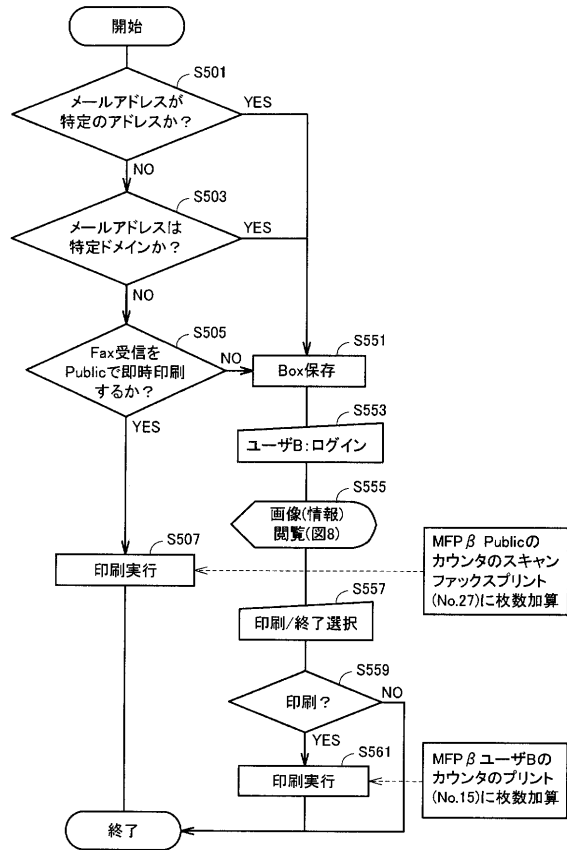 開始
S501
メールアドレスが
特定のアドレスか？
YES
NO
S503
メールアドレスは
特定ドメインか？
YES
NO
S505
Fax受信を
Publicで即時印刷
するか？
NO
YES
S551
Box保存
S553
ユーザB：ログイン
S555
画像(情報)
閲覧(図8)
S507
印刷実行
MFPβ Publicの
カウンタのスキャン
ファックスプリント
(No.27)に枚数加算
S557
印刷/終了選択
S559
印刷？
NO
YES
S561
印刷実行
MFPβ ユーザBの
カウンタのプリント
(No.15)に枚数加算
終了